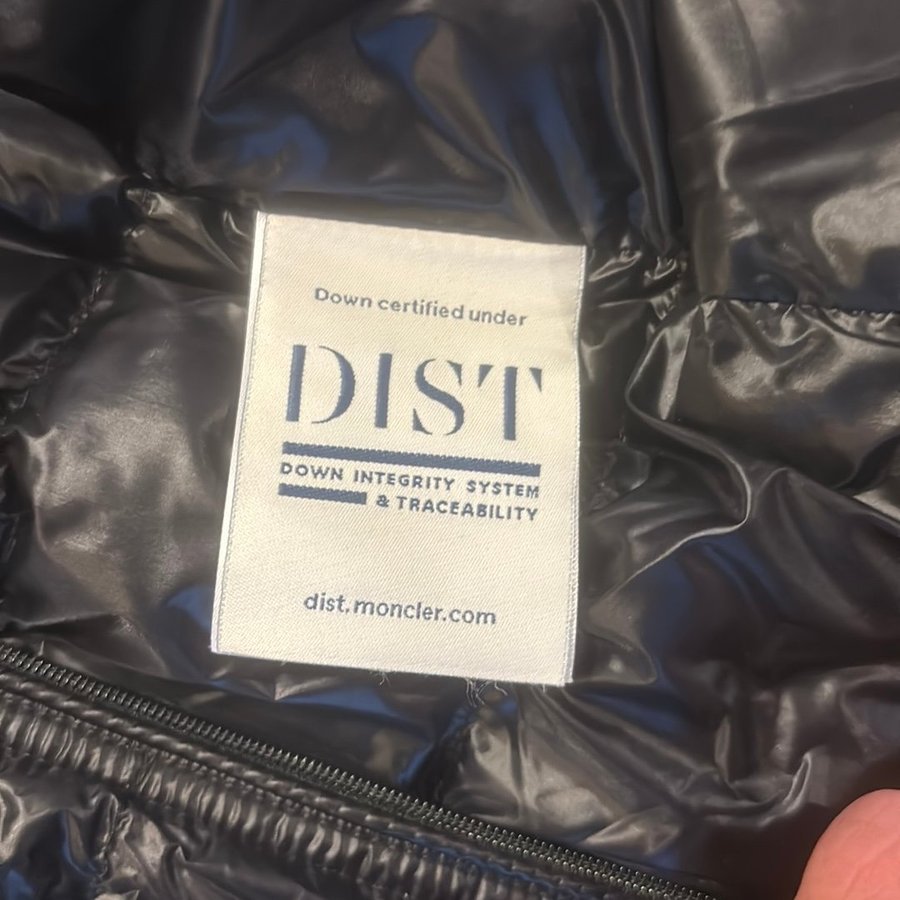 Down certified under
DIST
DOWN INTEGRITY SYSTEM
& TRACEABILITY
dist.moncler.com